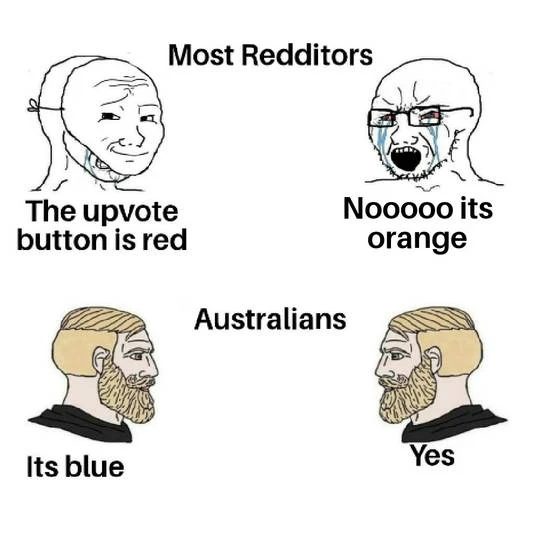 Most Redditors
The upvote
button is red
Nooooo its
orange
Australians
Its blue
Yes